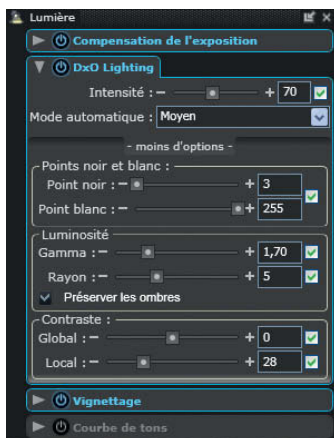 Lumière
Compensation de l'exposition
DxO Lighting
Intensité : - + 70
Mode automatique : Moyen
- moins d'options -
Points noir et blanc :
Point noir : - + 3
Point blanc : - + 255
Luminosité
Gamma : - + 1,70
Rayon : - + 5
Préserver les ombres
Contraste :
Global : - + 0
Local : - + 28
Vignettage
Courbe de tons